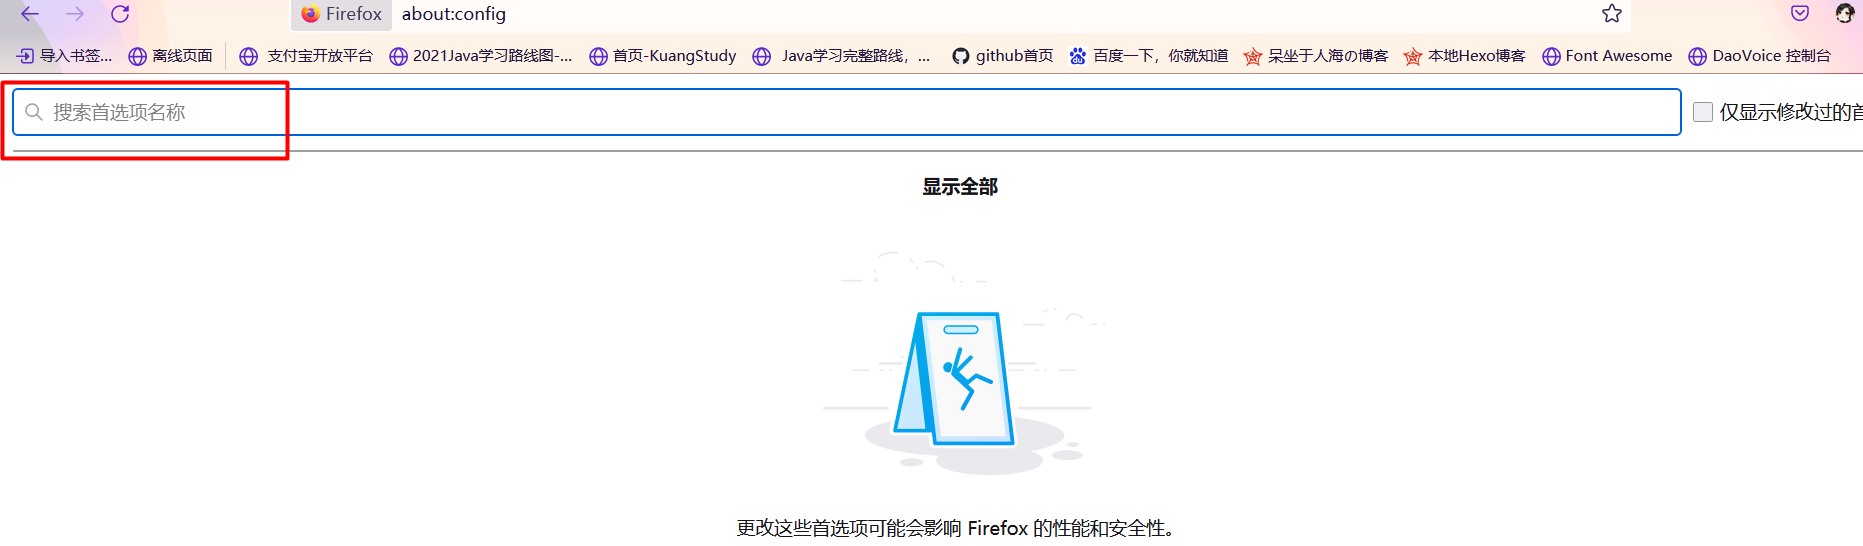 Firefox about:config
导入书签... 离线页面 支付宝开放平台 2021Java学习路线图-... 首页-KuangStudy Java学习完整路线，... github首页 百度一下，你就知道 呆坐于人海の博客 本地Hexo博客 Font Awesome DaoVoice 控制台
搜索首选项名称 仅显示修改过的首
显示全部
更改这些首选项可能会影响 Firefox 的性能和安全性。